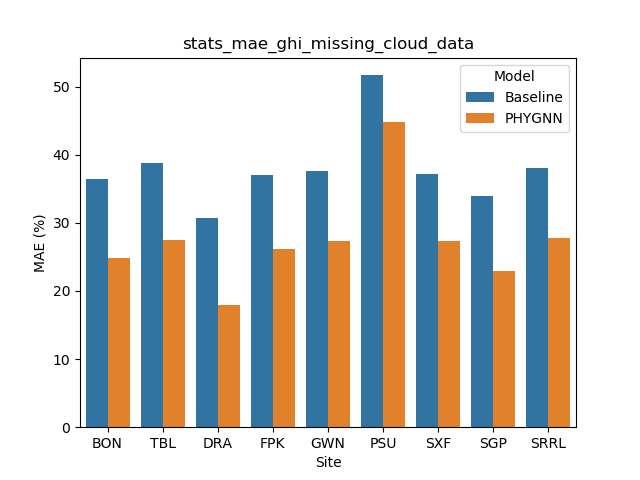 stats_mae_ghi_missing_cloud_data
Model
Baseline
PHYGNN
MAE (%)
50
40
30
20
10
0
BON TBL DRA FPK GWN PSU SXF SGP SRRL
Site